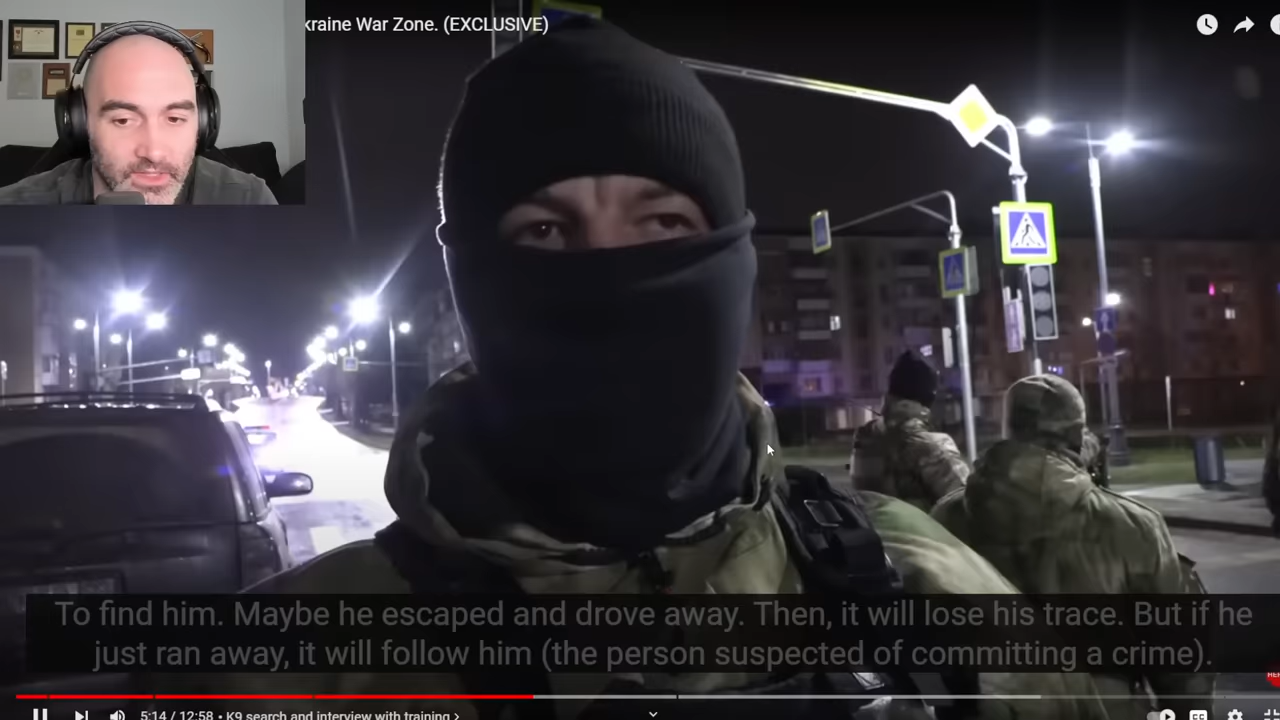 kraine War Zone. (EXCLUSIVE)
To find him. Maybe he escaped and drove away. Then, it will lose his trace. But if he
just ran away, it will follow him (the person suspected of committing a crime).
5:14 / 12:58 • K9 search and interview with training >